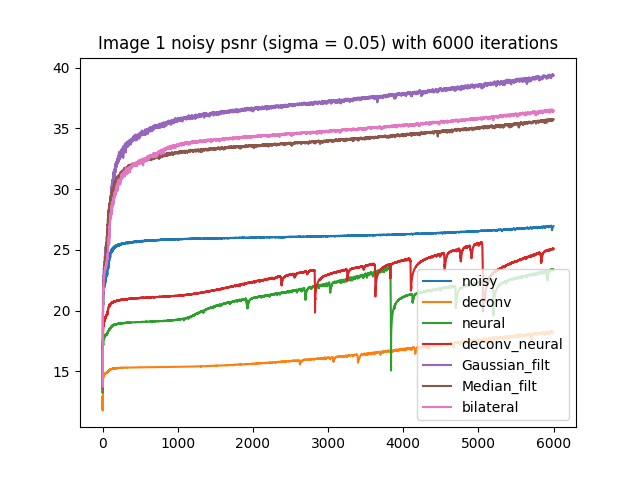 Image 1 noisy psnr (sigma = 0.05) with 6000 iterations
40
35
30
25
20
15
noisy
deconv
neural
deconv_neural
Gaussian_filt
Median_filt
bilateral
0 1000 2000 3000 4000 5000 6000